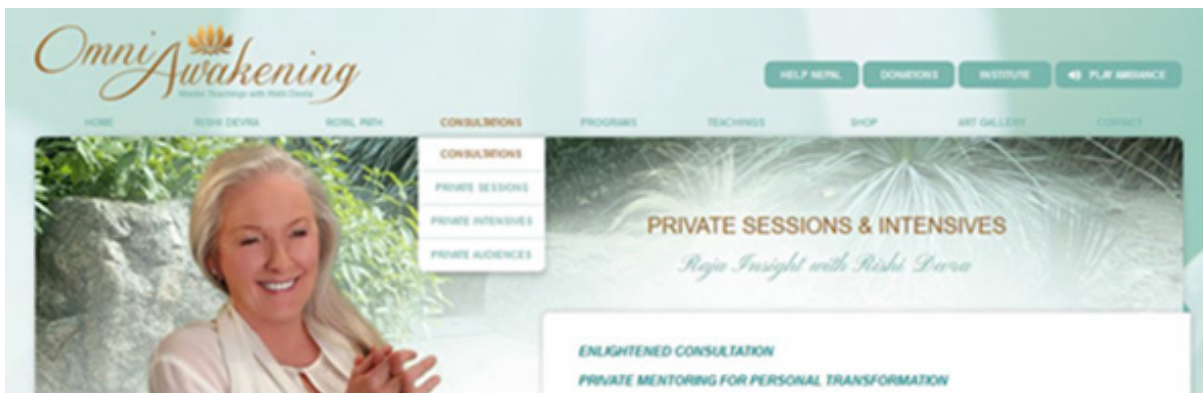 Omni Awakening
Master Teachings with Rishi Devra
HELP NEPAL DONATIONS INSTITUTE PLAY AMBIANCE
HOME RISHI DEVRA ROYAL PATH CONSULTATIONS PROGRAMS TEACHINGS SHOP ART GALLERY CONTACT
CONSULTATIONS
PRIVATE SESSIONS
PRIVATE INTENSIVES
PRIVATE AUDIENCES
PRIVATE SESSIONS & INTENSIVES
Raja Insight with Rishi Devra
ENLIGHTENED CONSULTATION
PRIVATE MENTORING FOR PERSONAL TRANSFORMATION